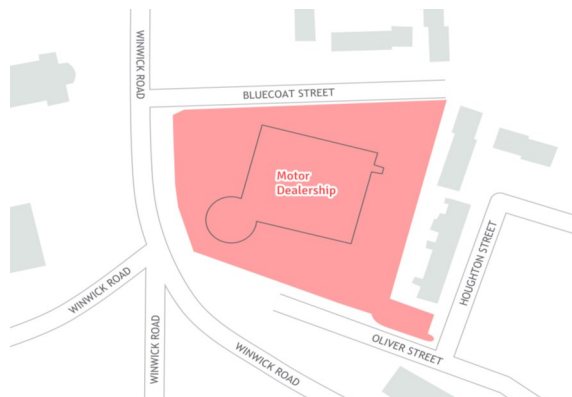 WINWICK ROAD
BLUECOAT STREET
Motor
Dealership
HOUGHTON STREET
WINWICK ROAD
WINWICK ROAD
WINWICK ROAD
OLIVER STREET